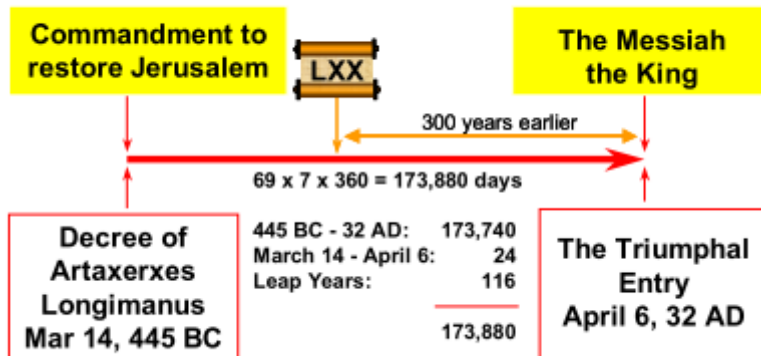 Commandment to
restore Jerusalem
LXX
The Messiah
the King
300 years earlier
69 x 7 x 360 = 173,880 days
Decree of
Artaxerxes
Longimanus
Mar 14, 445 BC
445 BC - 32 AD: 173,740
March 14 - April 6: 24
Leap Years: 116
173,880
The Triumphal
Entry
April 6, 32 AD